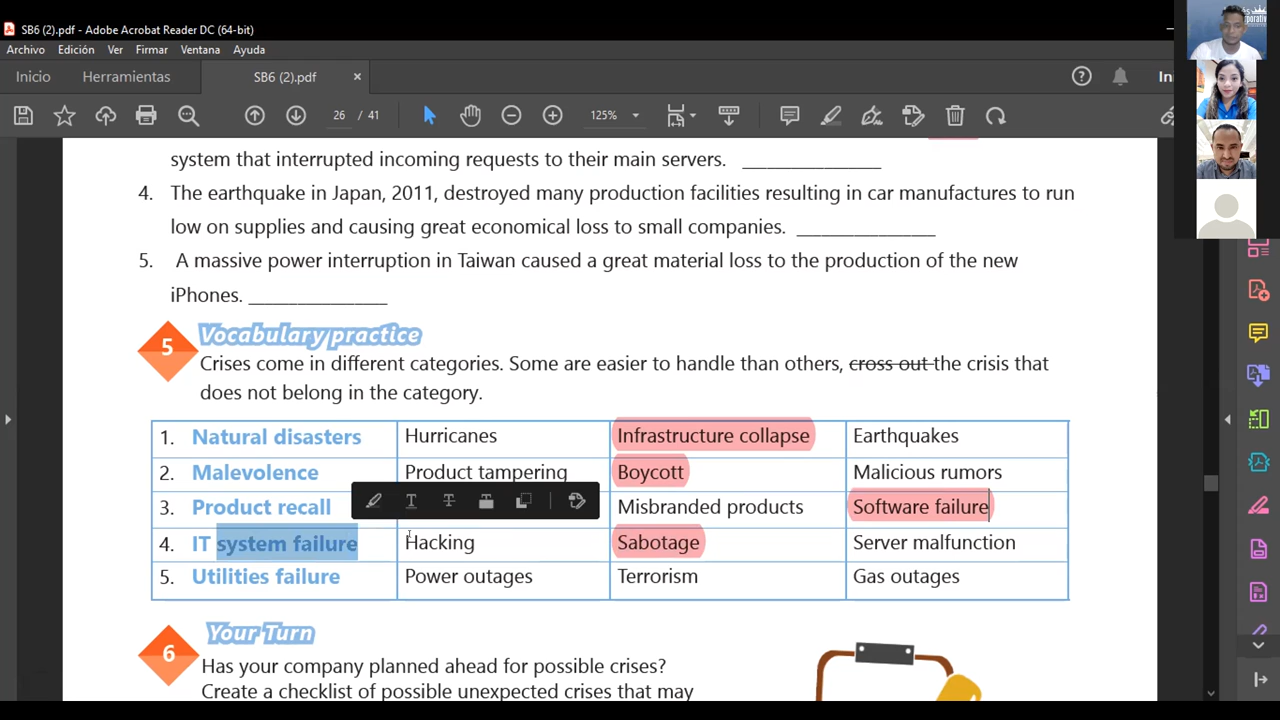 SB6 (2).pdf - Adobe Acrobat Reader DC (64-bit)
Archivo Edición Ver Firmar Ventana Ayuda
Inicio Herramientas SB6 (2).pdf × In
26 / 41 125%
system that interrupted incoming requests to their main servers. _______________
4. The earthquake in Japan, 2011, destroyed many production facilities resulting in car manufactures to run
low on supplies and causing great economical loss to small companies. _______________
5. A massive power interruption in Taiwan caused a great material loss to the production of the new
iPhones. _______________
5 Vocabulary practice
Crises come in different categories. Some are easier to handle than others, cross out the crisis that
does not belong in the category.
1. Natural disasters Hurricanes Infrastructure collapse Earthquakes
2. Malevolence Product tampering Boycott Malicious rumors
3. Product recall Misbranded products Software failure
4. IT system failure Hacking Sabotage Server malfunction
5. Utilities failure Power outages Terrorism Gas outages
6 Your Turn
Has your company planned ahead for possible crises?
Create a checklist of possible unexpected crises that may